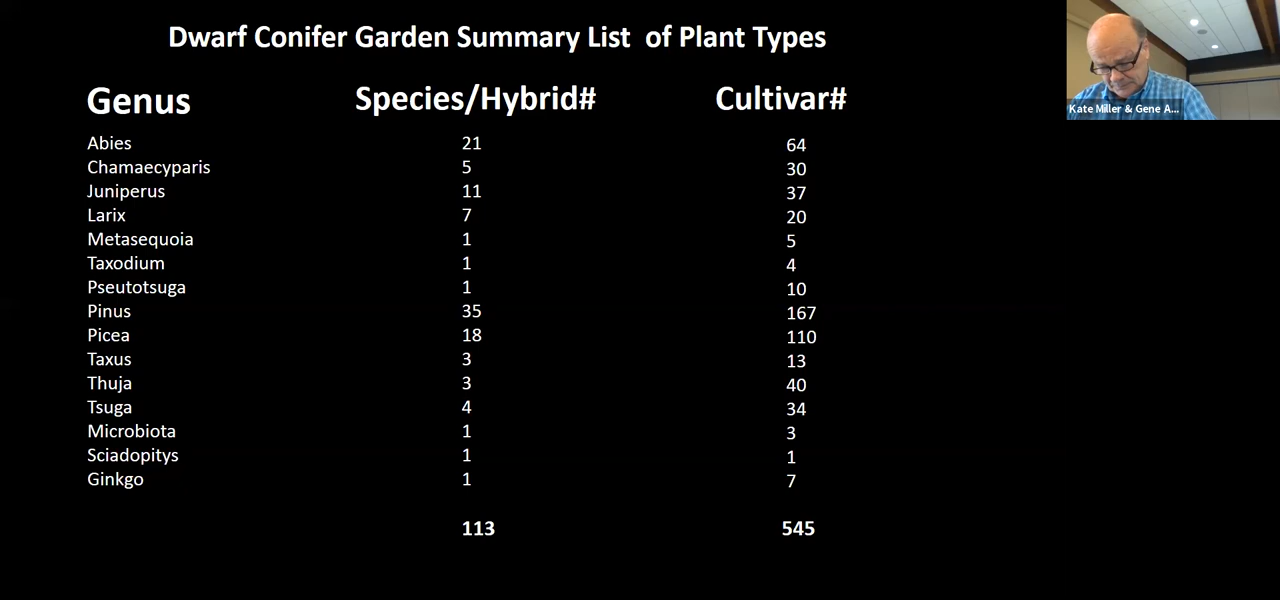 Dwarf Conifer Garden Summary List of Plant Types
Genus Species/Hybrid# Cultivar#
Abies 21 64
Chamaecyparis 5 30
Juniperus 11 37
Larix 7 20
Metasequoia 1 5
Taxodium 1 4
Pseutotsuga 1 10
Pinus 35 167
Picea 18 110
Taxus 3 13
Thuja 3 40
Tsuga 4 34
Microbiota 1 3
Sciadopitys 1 1
Ginkgo 1 7
113 545
Kate Miller & Gene A...